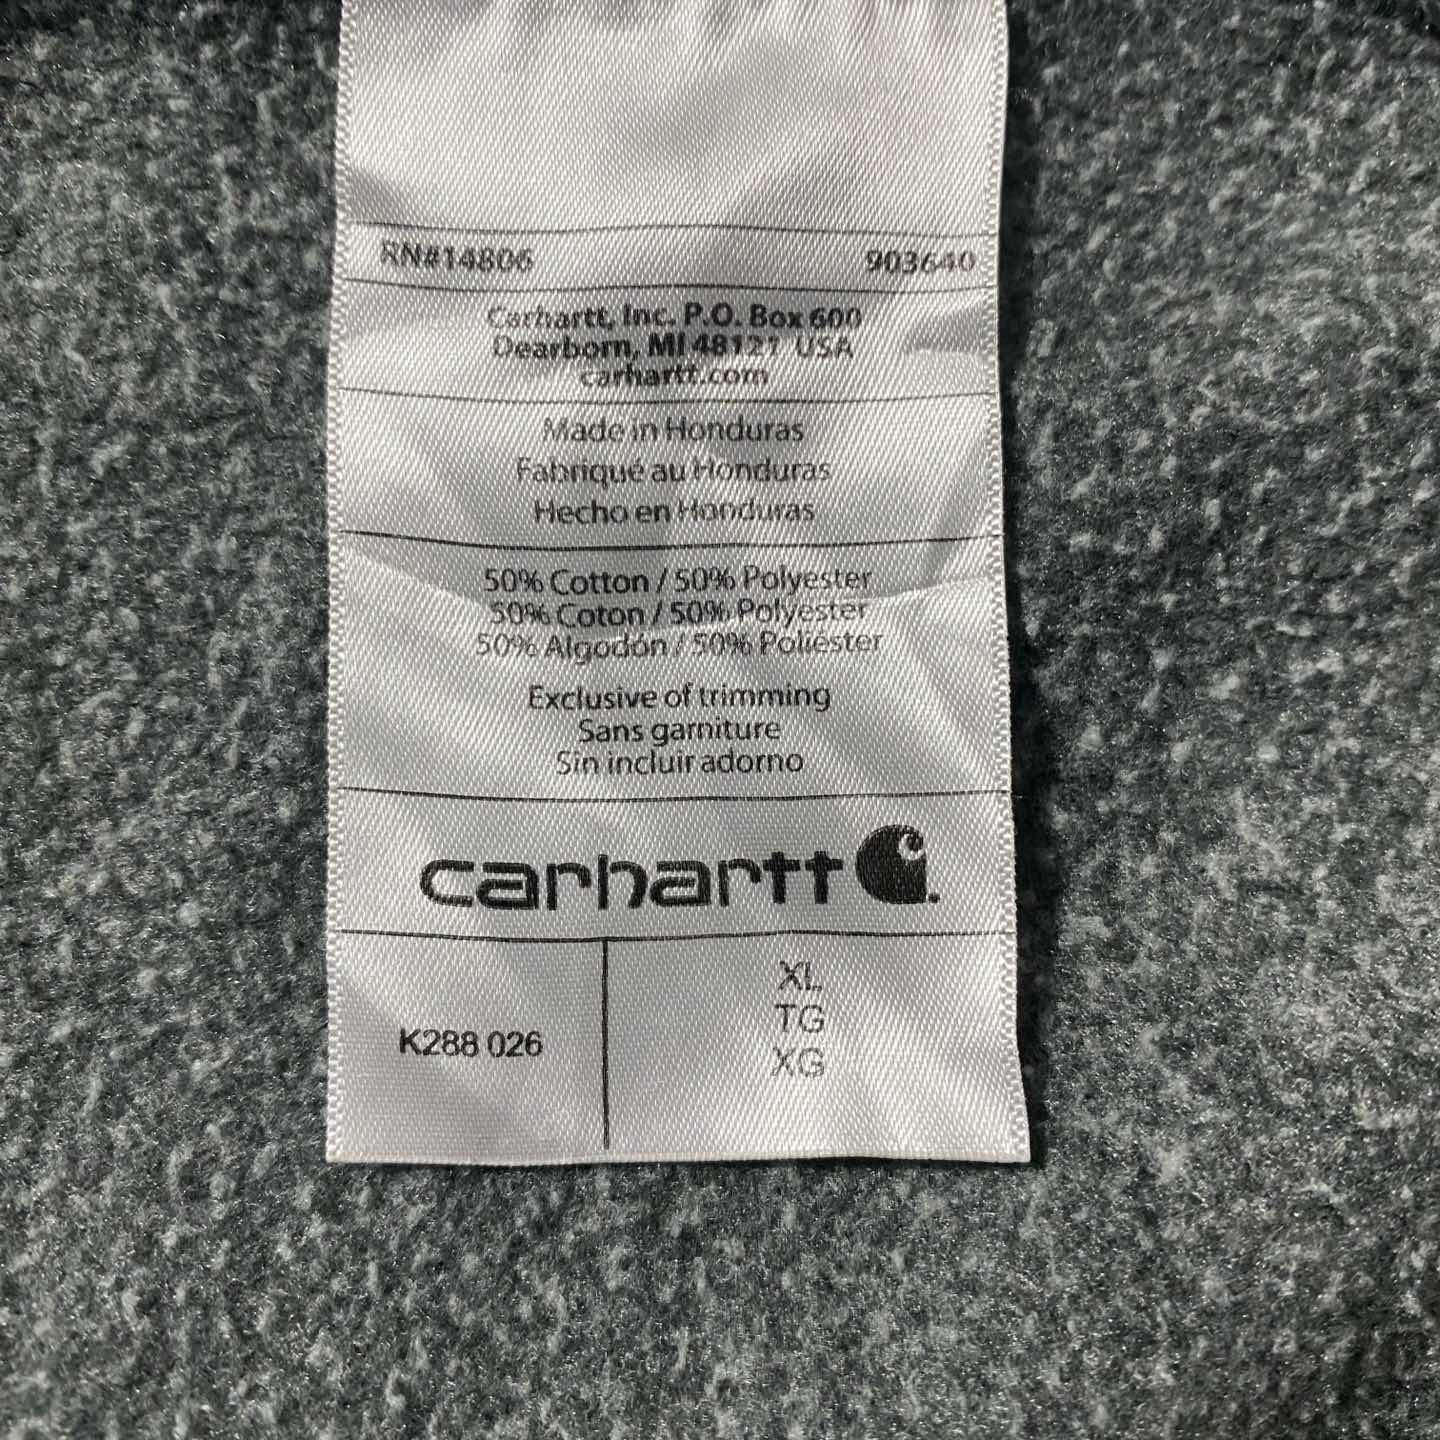 RN#14806 903640
Carhartt, Inc. P.O. Box 600
Dearborn, MI 48121 USA
carhartt.com
Made in Honduras
Fabriqué au Honduras
Hecho en Honduras
50% Cotton / 50% Polyester
50% Coton / 50% Polyester
50% Algodón / 50% Poliéster
Exclusive of trimming
Sans garniture
Sin incluir adorno
carhartt
K288 026
XL
TG
XG